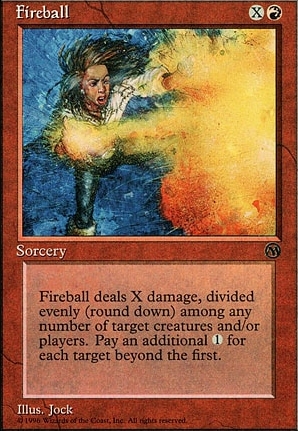 Fireball X
Sorcery
Fireball deals X damage, divided
evenly (round down) among any
number of target creatures and/or
players. Pay an additional 1 for
each target beyond the first.
Illus. Jock
© 1996 Wizards of the Coast, Inc. All rights reserved.